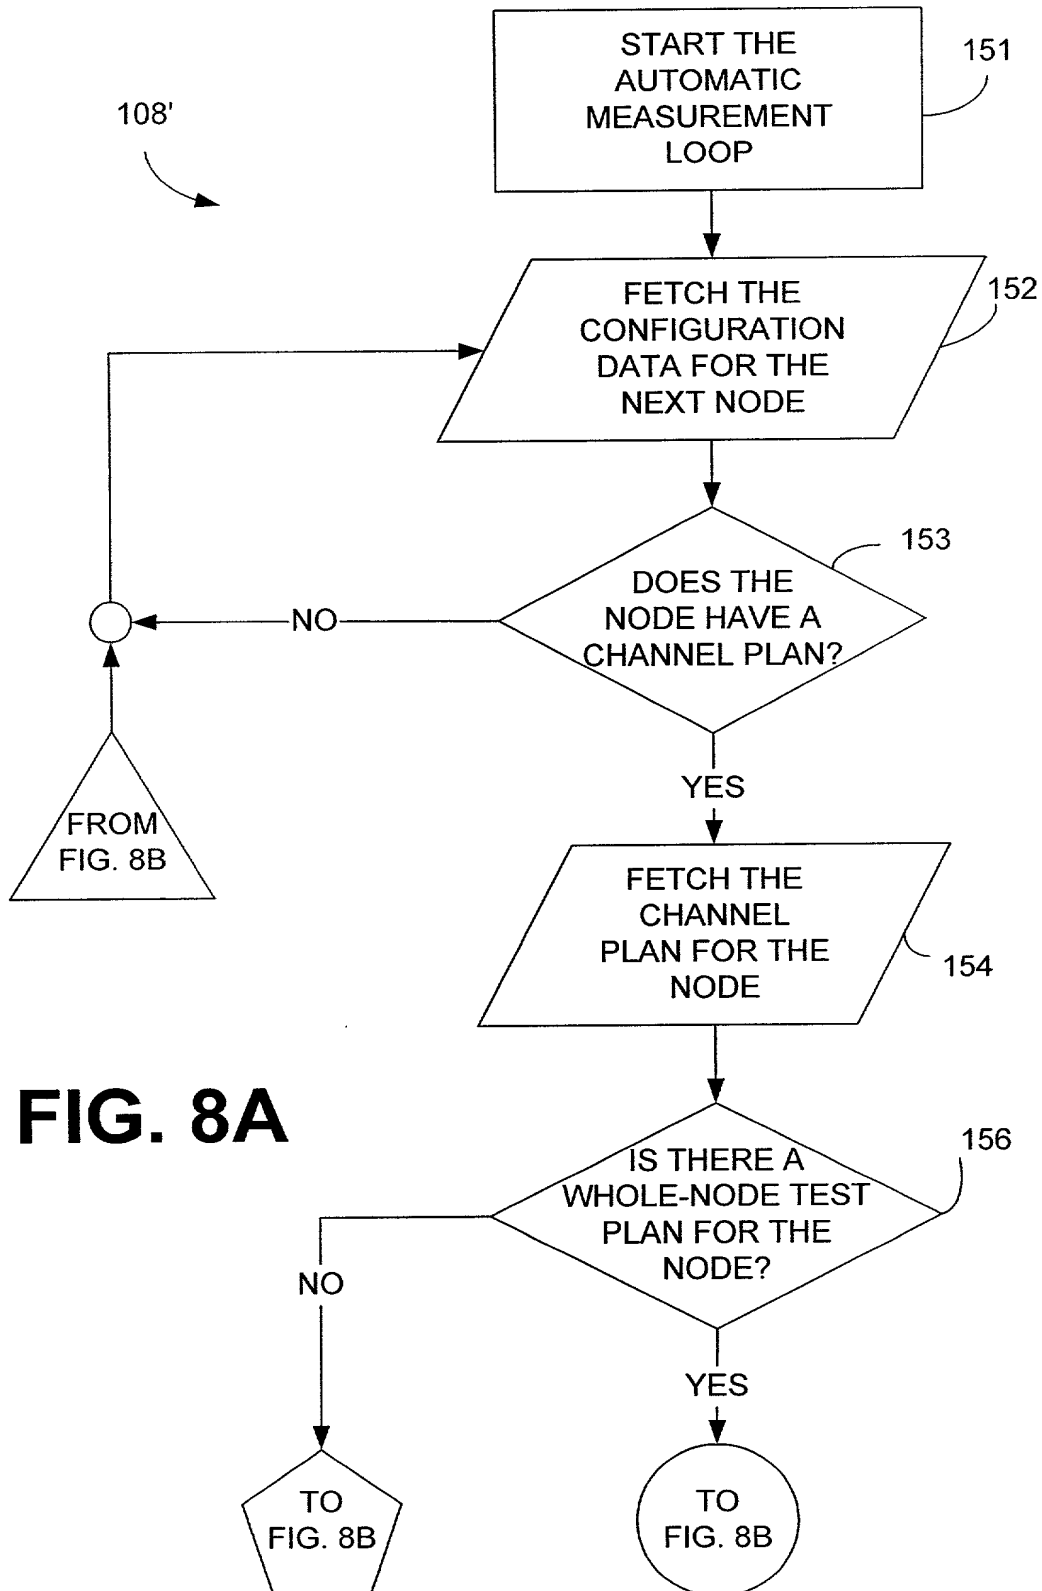 START THE
AUTOMATIC
MEASUREMENT
LOOP
151
108'
FETCH THE
CONFIGURATION
DATA FOR THE
NEXT NODE
152
DOES THE
NODE HAVE A
CHANNEL PLAN?
153
NO
YES
FROM
FIG. 8B
FETCH THE
CHANNEL
PLAN FOR THE
NODE
154
FIG. 8A
IS THERE A
WHOLE-NODE TEST
PLAN FOR THE
NODE?
156
NO
YES
TO
FIG. 8B
TO
FIG. 8B